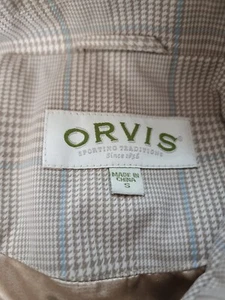 ORVIS
SPORTING TRADITIONS
Since 1856
MADE IN
CHINA
S